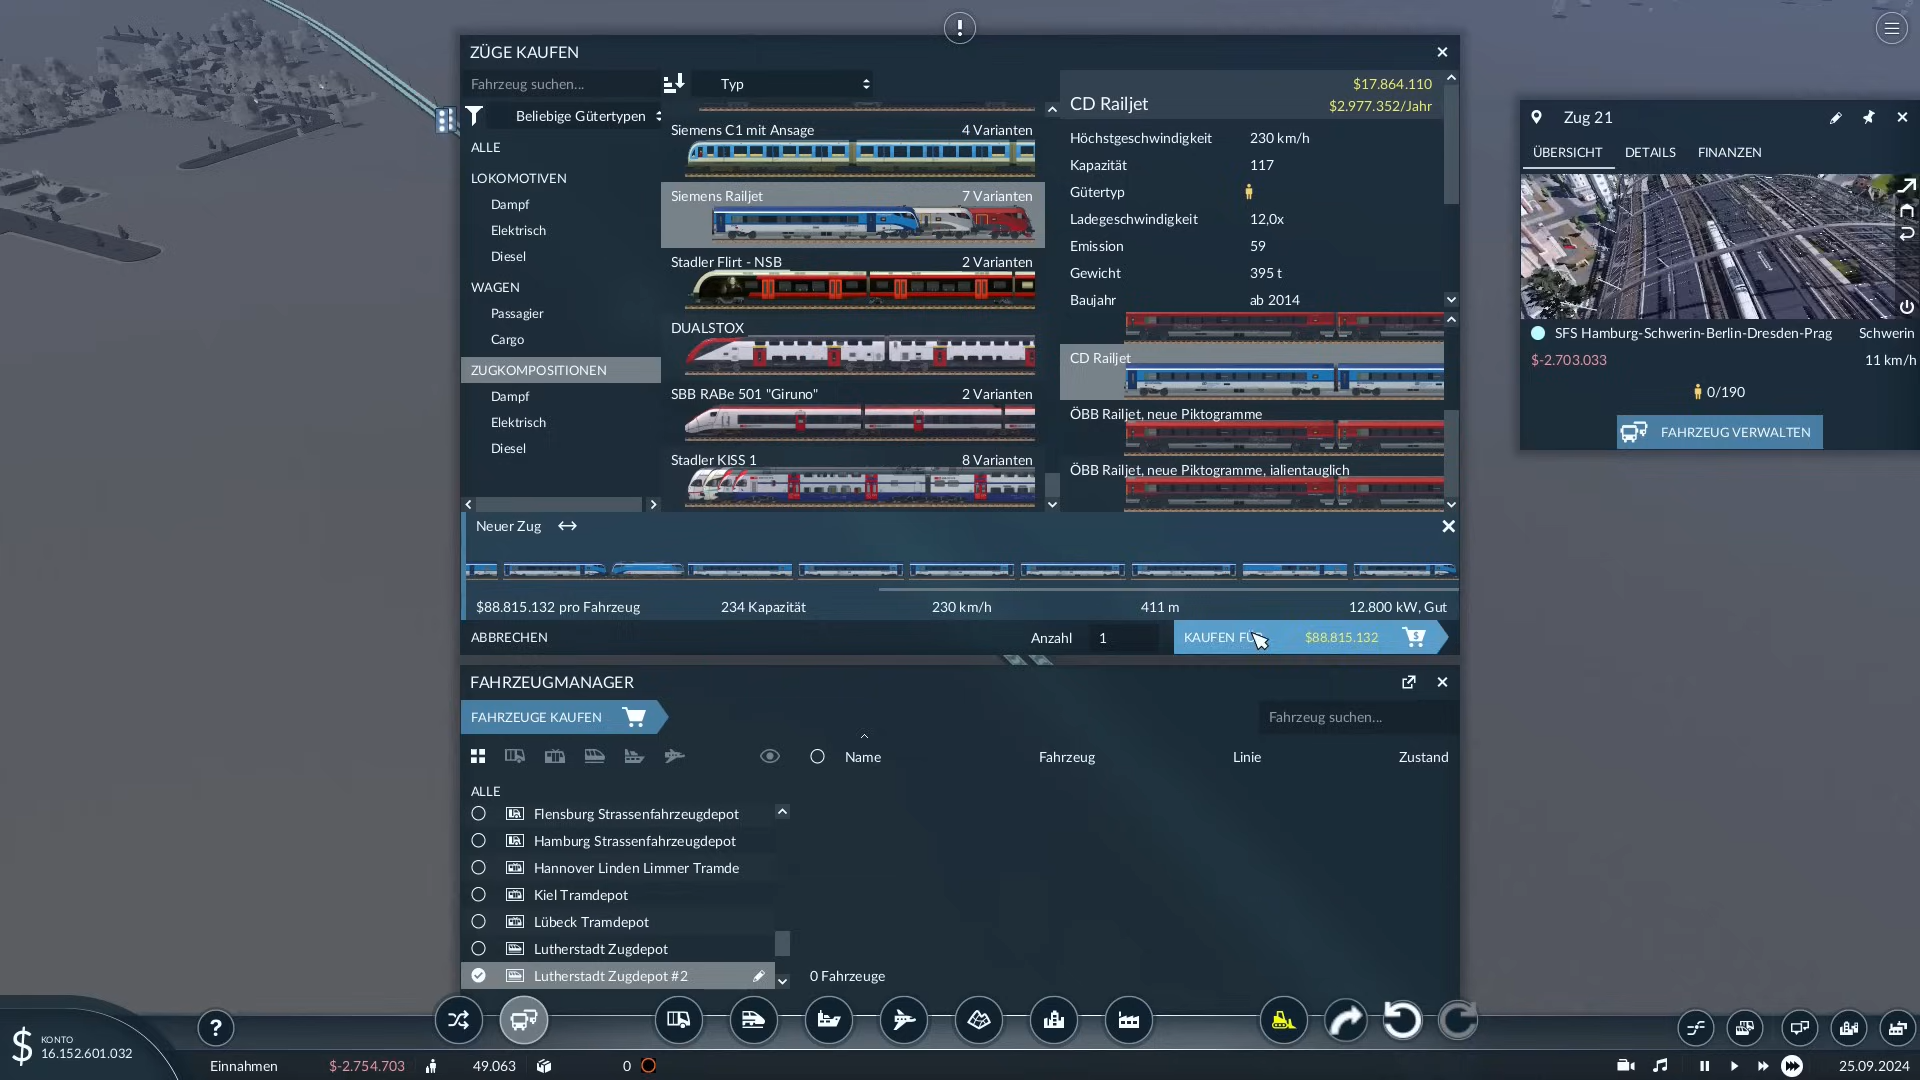 ZÜGE KAUFEN
Fahrzeug suchen...
Typ
Beliebige Gütertypen
ALLE
LOKOMOTIVEN
Dampf
Elektrisch
Diesel
WAGEN
Passagier
Cargo
ZUGKOMPOSITIONEN
Dampf
Elektrisch
Diesel
Siemens C1 mit Ansage 4 Varianten
Siemens Railjet 7 Varianten
Stadler Flirt - NSB 2 Varianten
DUALSTOX
SBB RABe 501 "Giruno" 2 Varianten
Stadler KISS 1 8 Varianten
CD Railjet
$17.864.110
$2.977.352/Jahr
Höchstgeschwindigkeit 230 km/h
Kapazität 117
Gütertyp
Ladegeschwindigkeit 12,0x
Emission 59
Gewicht 395 t
Baujahr ab 2014
CD Railjet
ÖBB Railjet, neue Piktogramme
ÖBB Railjet, neue Piktogramme, ialientauglich
Neuer Zug
$88.815.132 pro Fahrzeug 234 Kapazität 230 km/h 411 m 12.800 kW, Gut
ABBRECHEN Anzahl 1 KAUFEN FÜR $88.815.132
Zug 21
ÜBERSICHT DETAILS FINANZEN
SFS Hamburg-Schwerin-Berlin-Dresden-Prag Schwerin
$-2.703.033 11 km/h
0/190
FAHRZEUG VERWALTEN
FAHRZEUGMANAGER
FAHRZEUGE KAUFEN
Fahrzeug suchen...
Name Fahrzeug Linie Zustand
ALLE
Flensburg Strassenfahrzeugdepot
Hamburg Strassenfahrzeugdepot
Hannover Linden Limmer Tramde
Kiel Tramdepot
Lübeck Tramdepot
Lutherstadt Zugdepot
Lutherstadt Zugdepot #2 0 Fahrzeuge
KONTO
16.152.601.032
Einnahmen $-2.754.703 49.063 0
25.09.2024